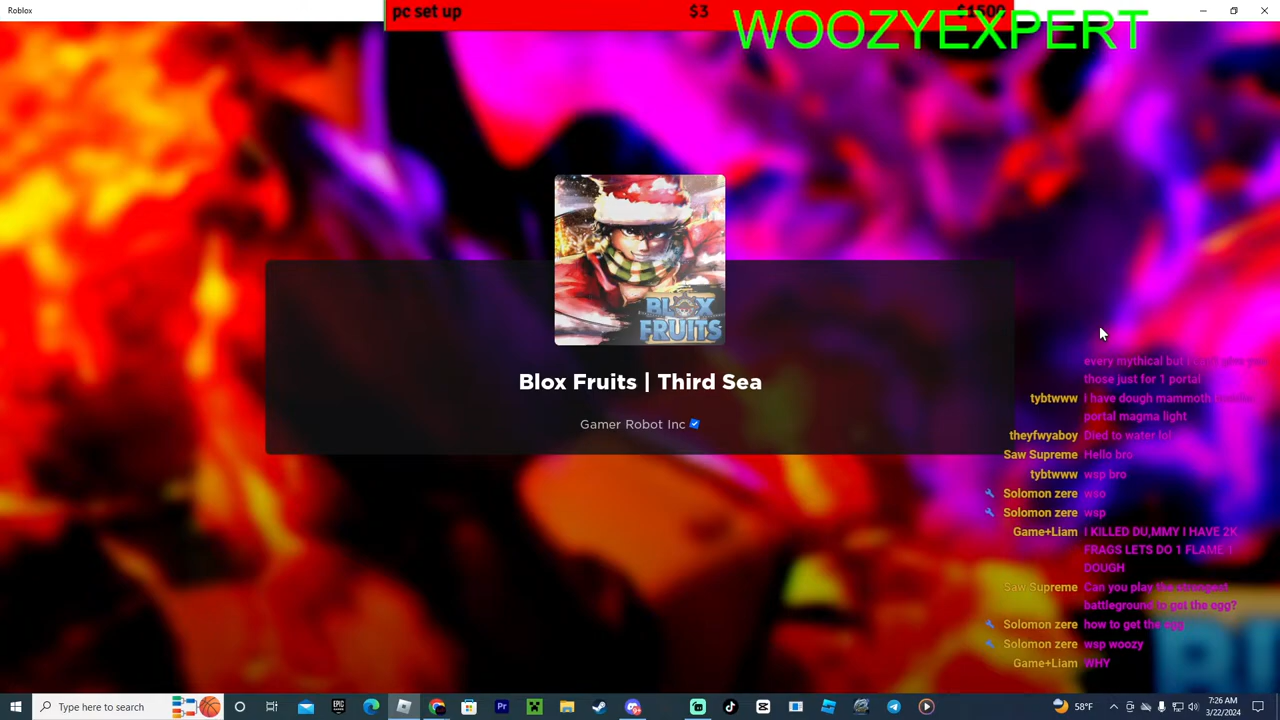 Roblox
pc set up $3 $1500
WOOZYEXPERT
BLOX
FRUITS
Blox Fruits | Third Sea
Gamer Robot Inc
every mythical but i
those just for 1 portal
tybtwww i have dough mammoth
portal magma light
theyfwyaboy Died to water lol
Saw Supreme Hello bro
tybtwww wsp bro
Solomon zere wso
Solomon zere wsp
Game+Liam I KILLED DU,MMY I HAVE 2K
FRAGS LETS DO 1 FLAME 1
DOUGH
Saw Supreme Can you play the strongest
battleground to get the egg?
Solomon zere how to get the egg
Solomon zere wsp woozy
Game+Liam WHY
Type here to search
58°F
7:26 AM
3/22/2024